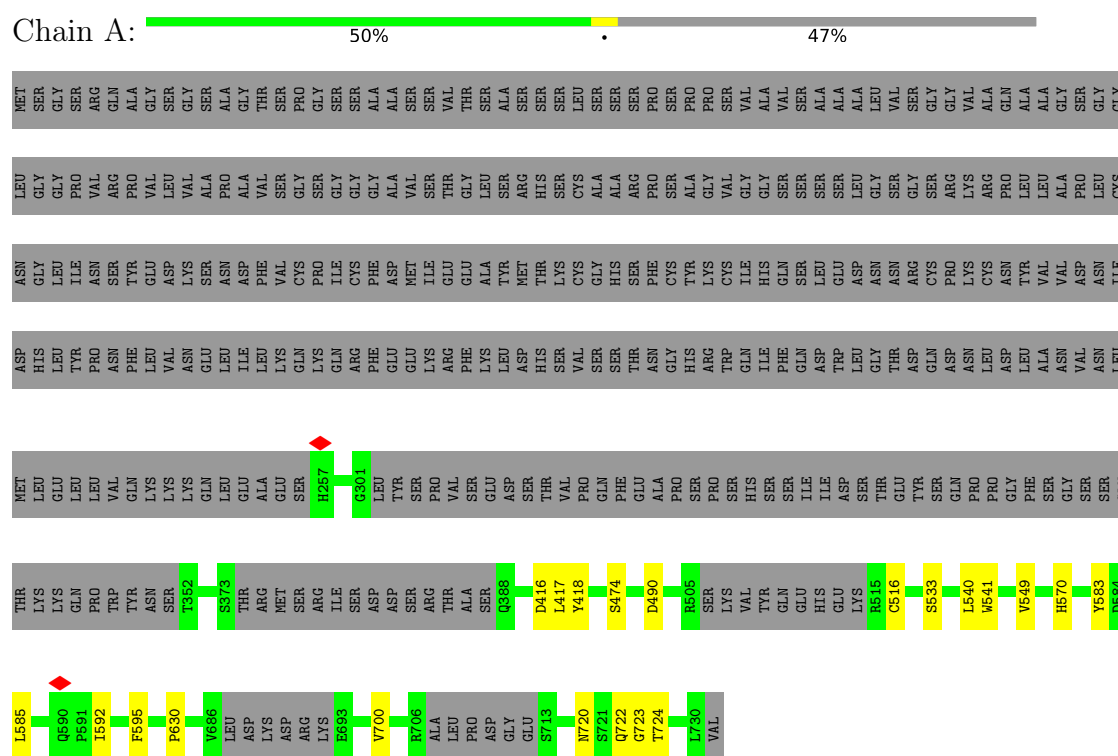 Chain A:
50% • 47%
MET SER GLY SER ARG GLN ALA GLY SER GLY SER ALA GLY THR SER PRO GLY SER SER ALA ALA SER SER VAL THR SER ALA SER SER SER LEU SER SER SER PRO SER PRO PRO SER VAL ALA VAL SER ALA ALA ALA LEU VAL SER GLY GLY VAL ALA GLN ALA ALA GLY SER GLY GLY
LEU GLY GLY PRO VAL ARG PRO VAL LEU VAL ALA PRO ALA VAL SER GLY SER GLY GLY GLY ALA VAL SER THR GLY LEU SER ARG HIS SER CYS ALA ALA ARG PRO SER ALA GLY VAL GLY GLY SER SER SER SER LEU GLY SER GLY SER ARG LYS ARG PRO LEU LEU ALA PRO LEU CYS
ASN GLY LEU ILE ASN SER TYR GLU ASP LYS SER ASN ASP PHE VAL CYS PRO ILE CYS PHE ASP MET ILE GLU GLU ALA TYR MET THR LYS CYS GLY HIS SER PHE CYS TYR LYS CYS ILE HIS GLN SER LEU GLU ASP ASN ASN ARG CYS PRO LYS CYS ASN TYR VAL VAL ASP ASN ILE
ASP HIS LEU TYR PRO ASN PHE LEU VAL ASN GLU LEU ILE LEU LYS GLN LYS GLN ARG PHE GLU GLU LYS ARG PHE LYS LEU ASP HIS SER VAL SER SER THR ASN GLY HIS ARG TRP GLN ILE PHE GLN ASP TRP LEU GLY THR ASP GLN ASP ASN LEU ASP LEU ALA ASN VAL ASN LEU
MET LEU GLU LEU LEU VAL GLN LYS LYS LYS GLN LEU GLU ALA GLU SER H257 G301 LEU TYR SER PRO VAL SER GLU ASP SER THR VAL PRO GLN PHE GLU ALA PRO SER PRO SER HIS SER SER ILE ILE ASP SER THR GLU TYR SER GLN PRO PRO GLY PHE SER GLY SER SER
THR LYS LYS GLN PRO TRP TYR ASN SER T352 S373 THR ARG MET SER ARG ILE SER ASP ASP SER ARG THR ALA SER Q388 D416 L417 Y418 S474 D490 R505 SER LYS VAL TYR GLN GLU HIS GLU LYS R515 C516 S533 L540 W541 V549 H570 Y583 D584
L585 Q590 P591 I592 F595 P630 V686 LEU ASP LYS ASP ARG LYS E693 V700 R706 ALA LEU PRO ASP GLY GLU S713 N720 S721 Q722 G723 T724 L730 VAL